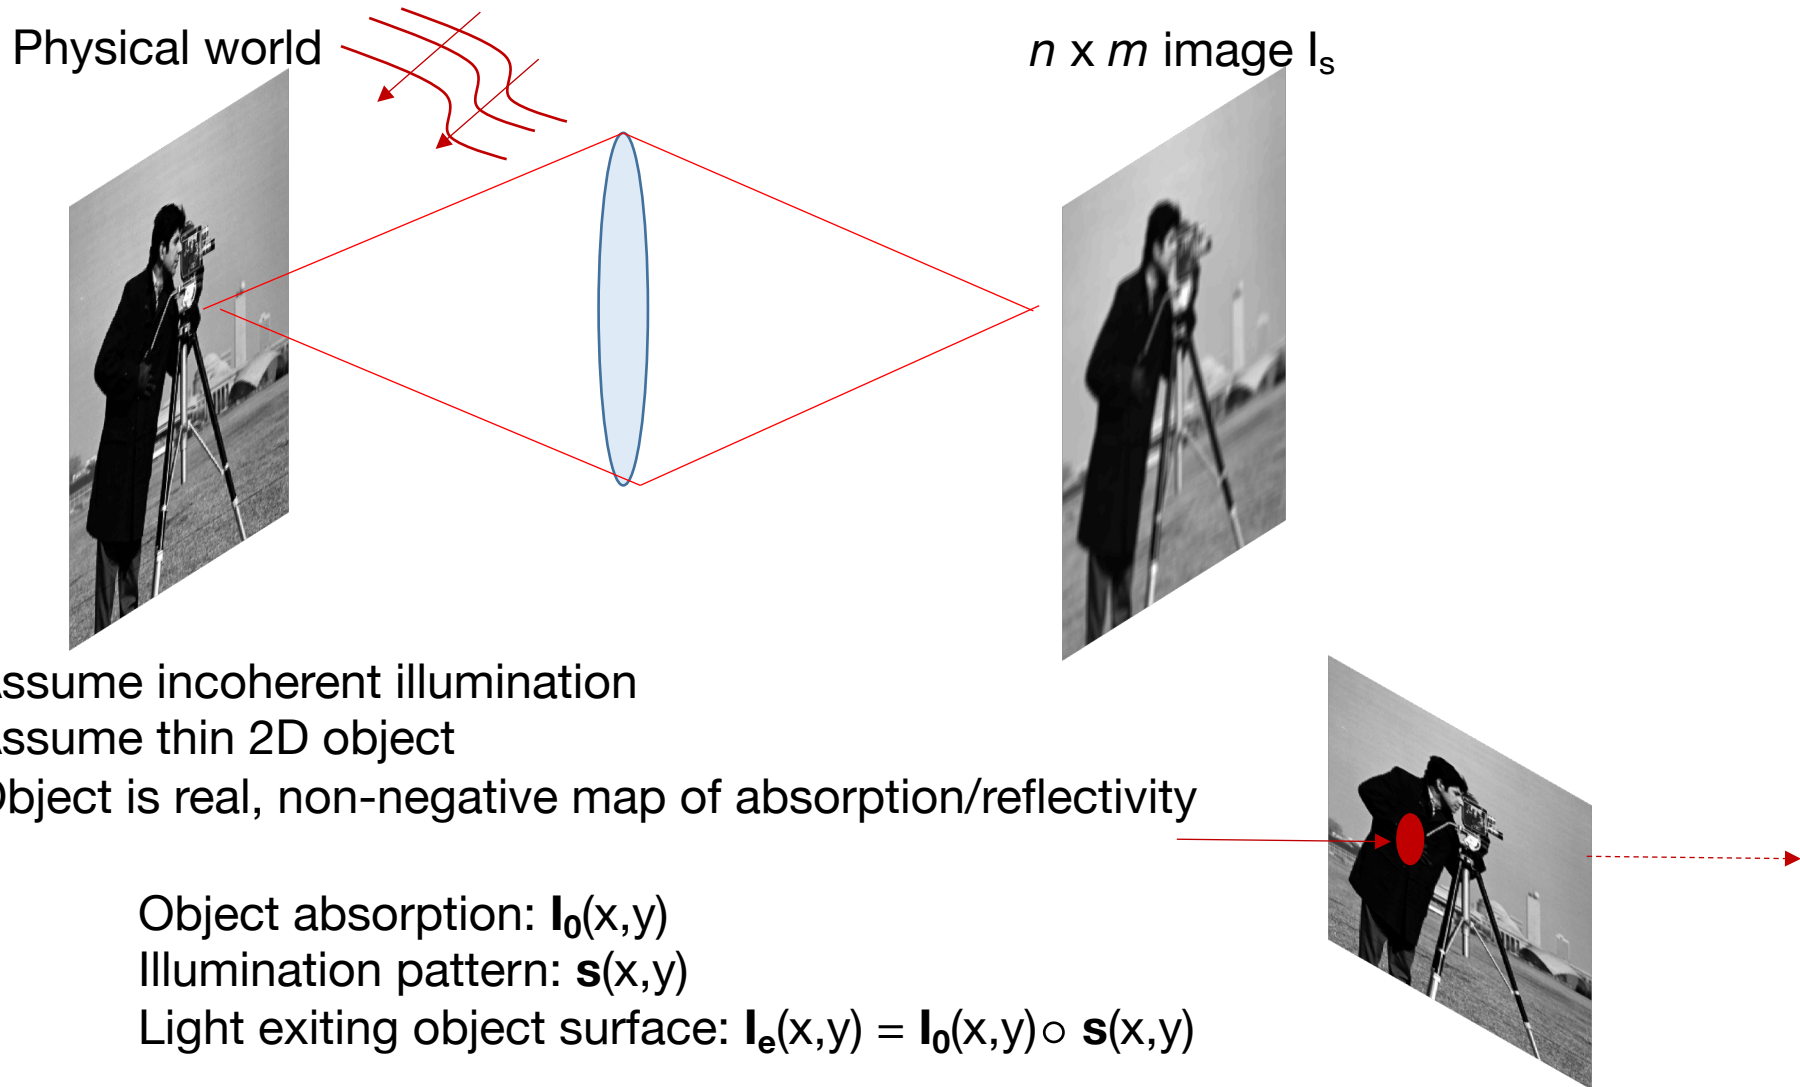 Physical world
n x m image Iₛ
ssume incoherent illumination
ssume thin 2D object
Object is real, non-negative map of absorption/reflectivity
Object absorption: I₀(x,y)
Illumination pattern: s(x,y)
Light exiting object surface: Iₑ(x,y) = I₀(x,y)○ s(x,y)